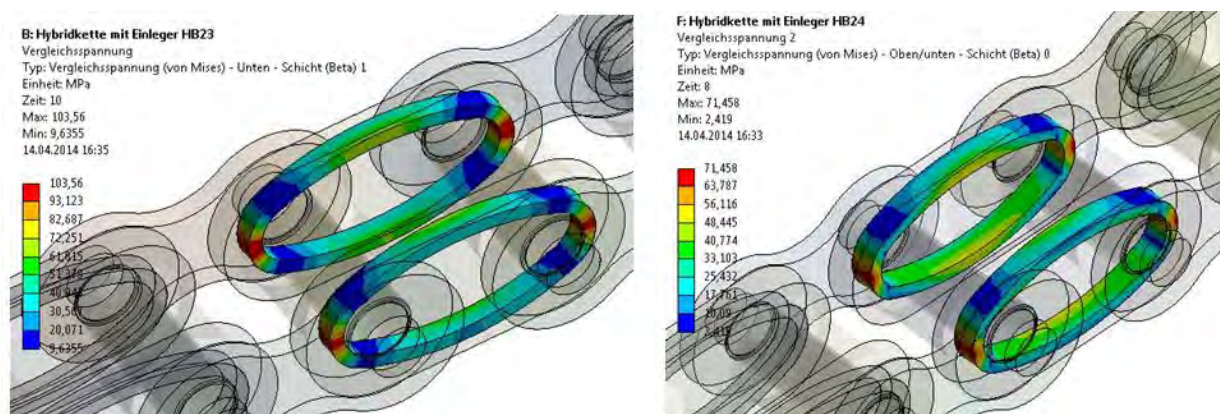 B: Hybridkette mit Einleger HB23
Vergleichsspannung
Typ: Vergleichsspannung (von Mises) - Unten - Schicht (Beta) 1
Einheit: MPa
Zeit: 10
Max: 103,56
Min: 9,6355
14.04.2014 16:35
103,56
93,123
82,687
72,251
61,815
20,071
9,6355
F: Hybridkette mit Einleger HB24
Vergleichsspannung 2
Typ: Vergleichsspannung (von Mises) - Oben/unten - Schicht (Beta) 0
Einheit: MPa
Zeit: 8
Max: 71,458
Min: 2,419
14.04.2014 16:33
71,458
63,787
56,116
48,445
40,774
33,103
25,432
17,761
10,09